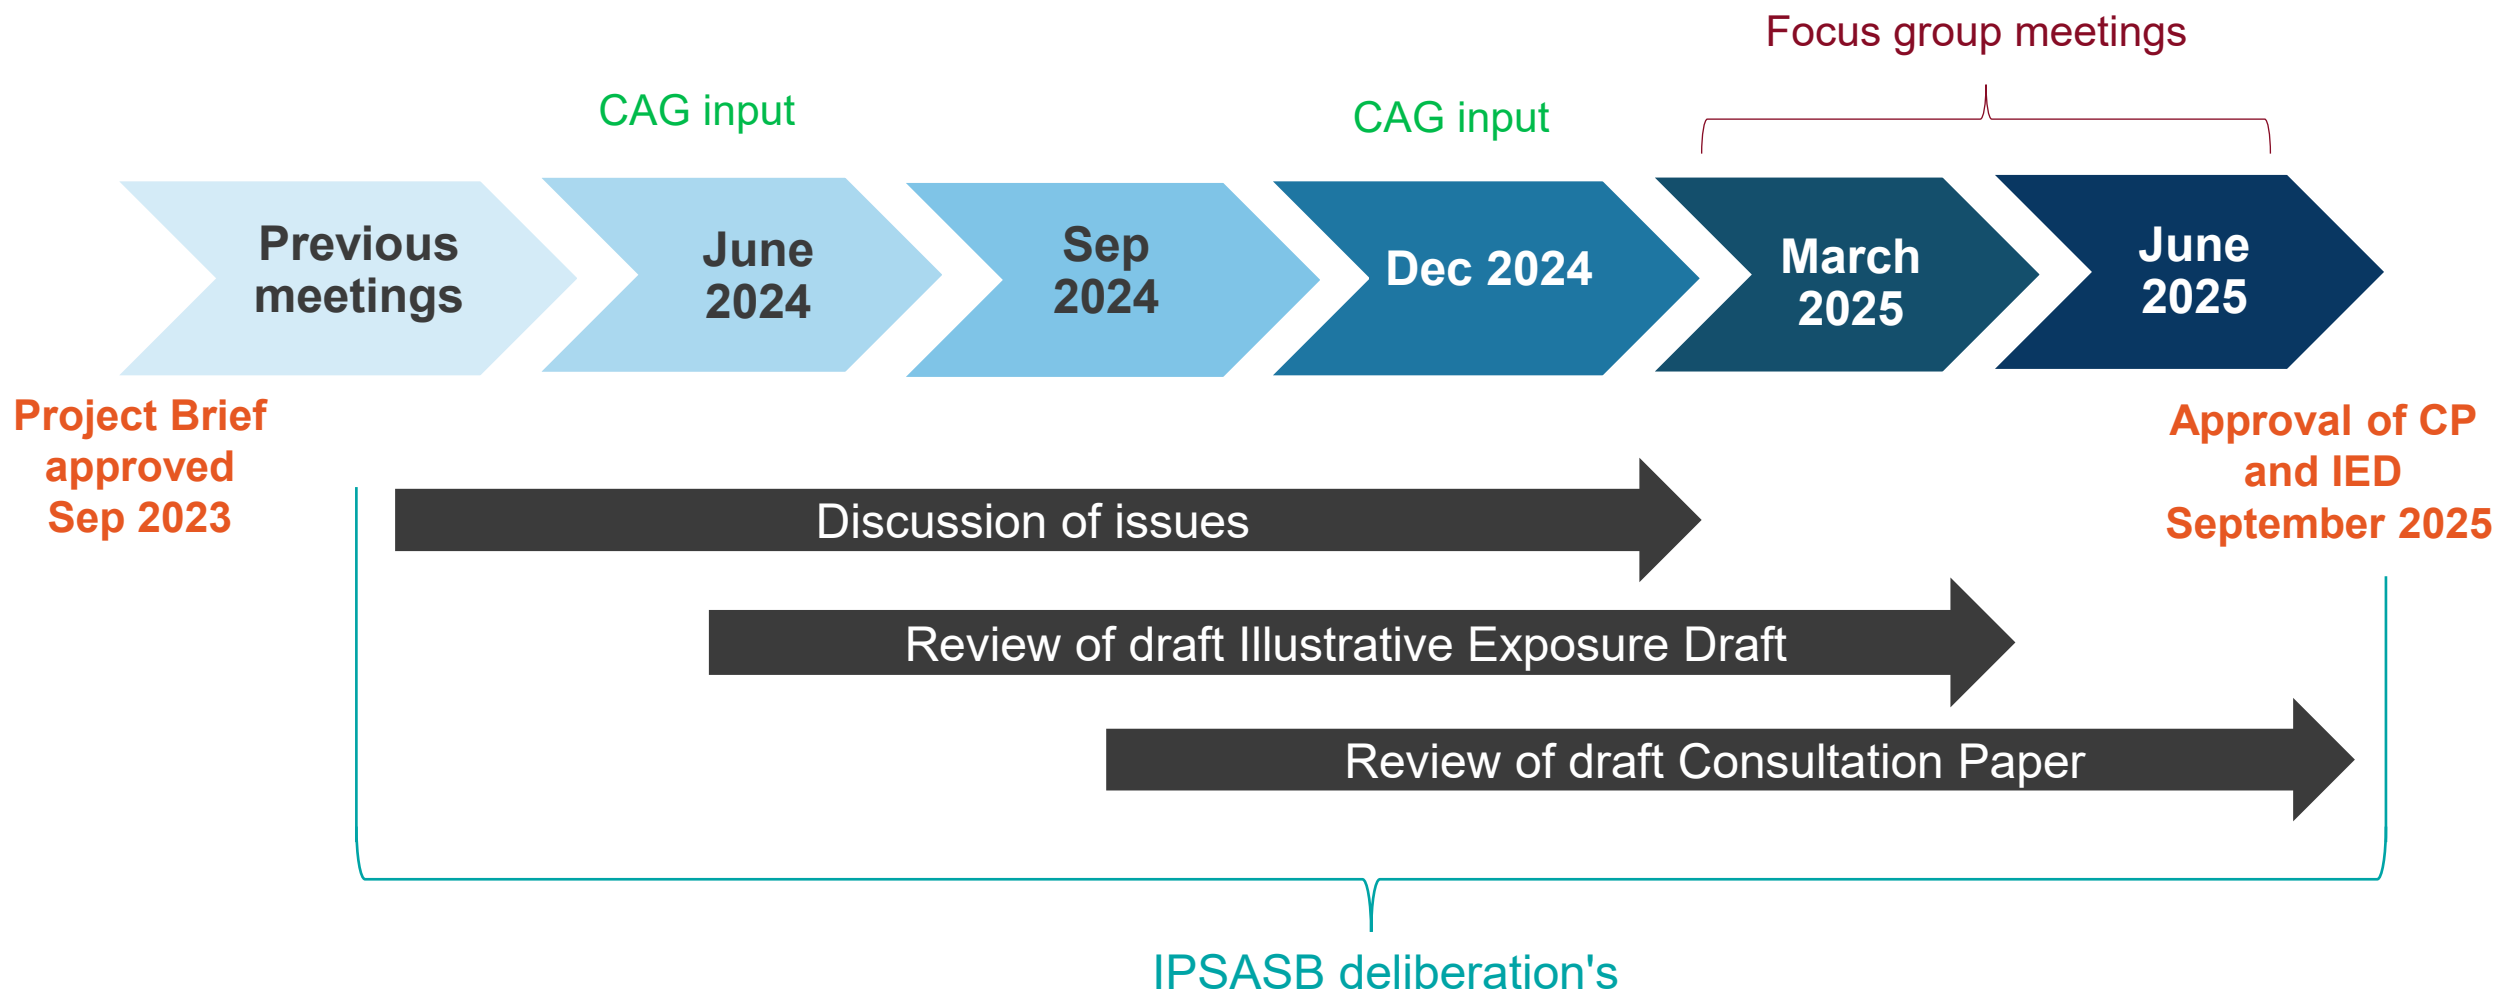 Focus group meetings
CAG input
CAG input
Previous
meetings
June
2024
Sep
2024
Dec 2024
March
2025
June
2025
Project Brief
approved
Sep 2023
Approval of CP
and IED
September 2025
Discussion of issues
Review of draft Illustrative Exposure Draft
Review of draft Consultation Paper
IPSASB deliberation's